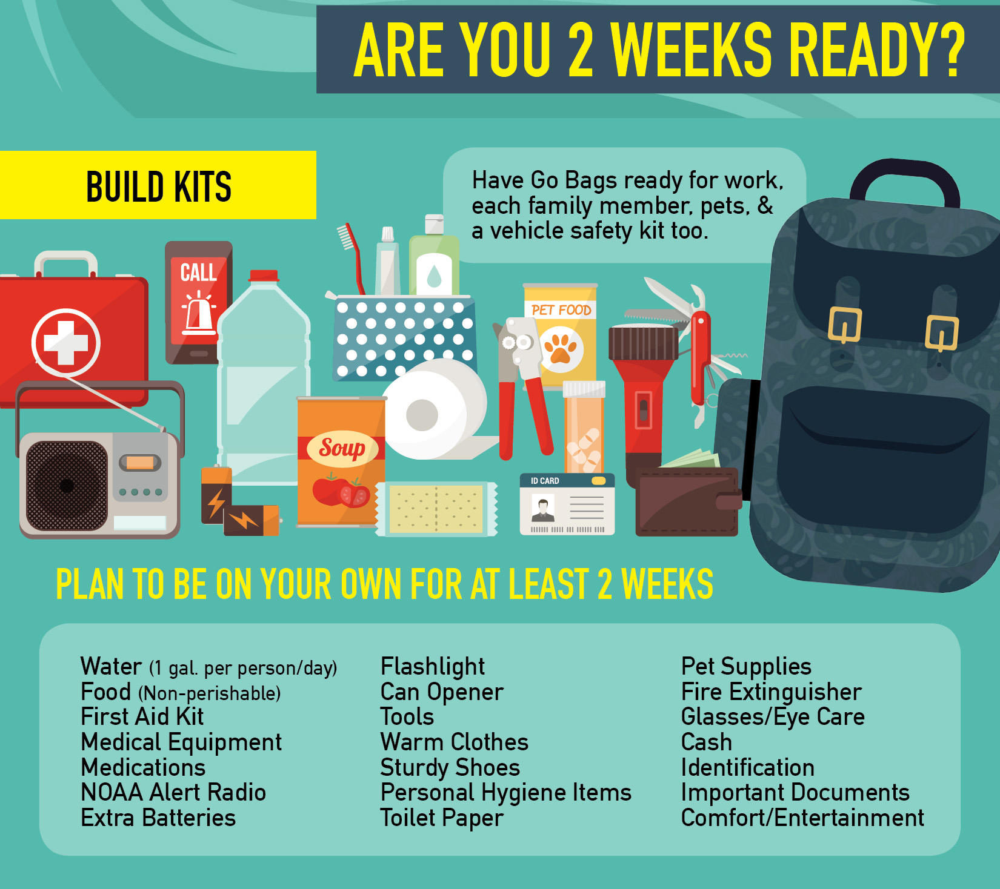 ARE YOU 2 WEEKS READY?
BUILD KITS
Have Go Bags ready for work,
each family member, pets, &
a vehicle safety kit too.
CALL
PET FOOD
Soup
ID CARD
PLAN TO BE ON YOUR OWN FOR AT LEAST 2 WEEKS
Water (1 gal. per person/day)
Food (Non-perishable)
First Aid Kit
Medical Equipment
Medications
NOAA Alert Radio
Extra Batteries
Flashlight
Can Opener
Tools
Warm Clothes
Sturdy Shoes
Personal Hygiene Items
Toilet Paper
Pet Supplies
Fire Extinguisher
Glasses/Eye Care
Cash
Identification
Important Documents
Comfort/Entertainment